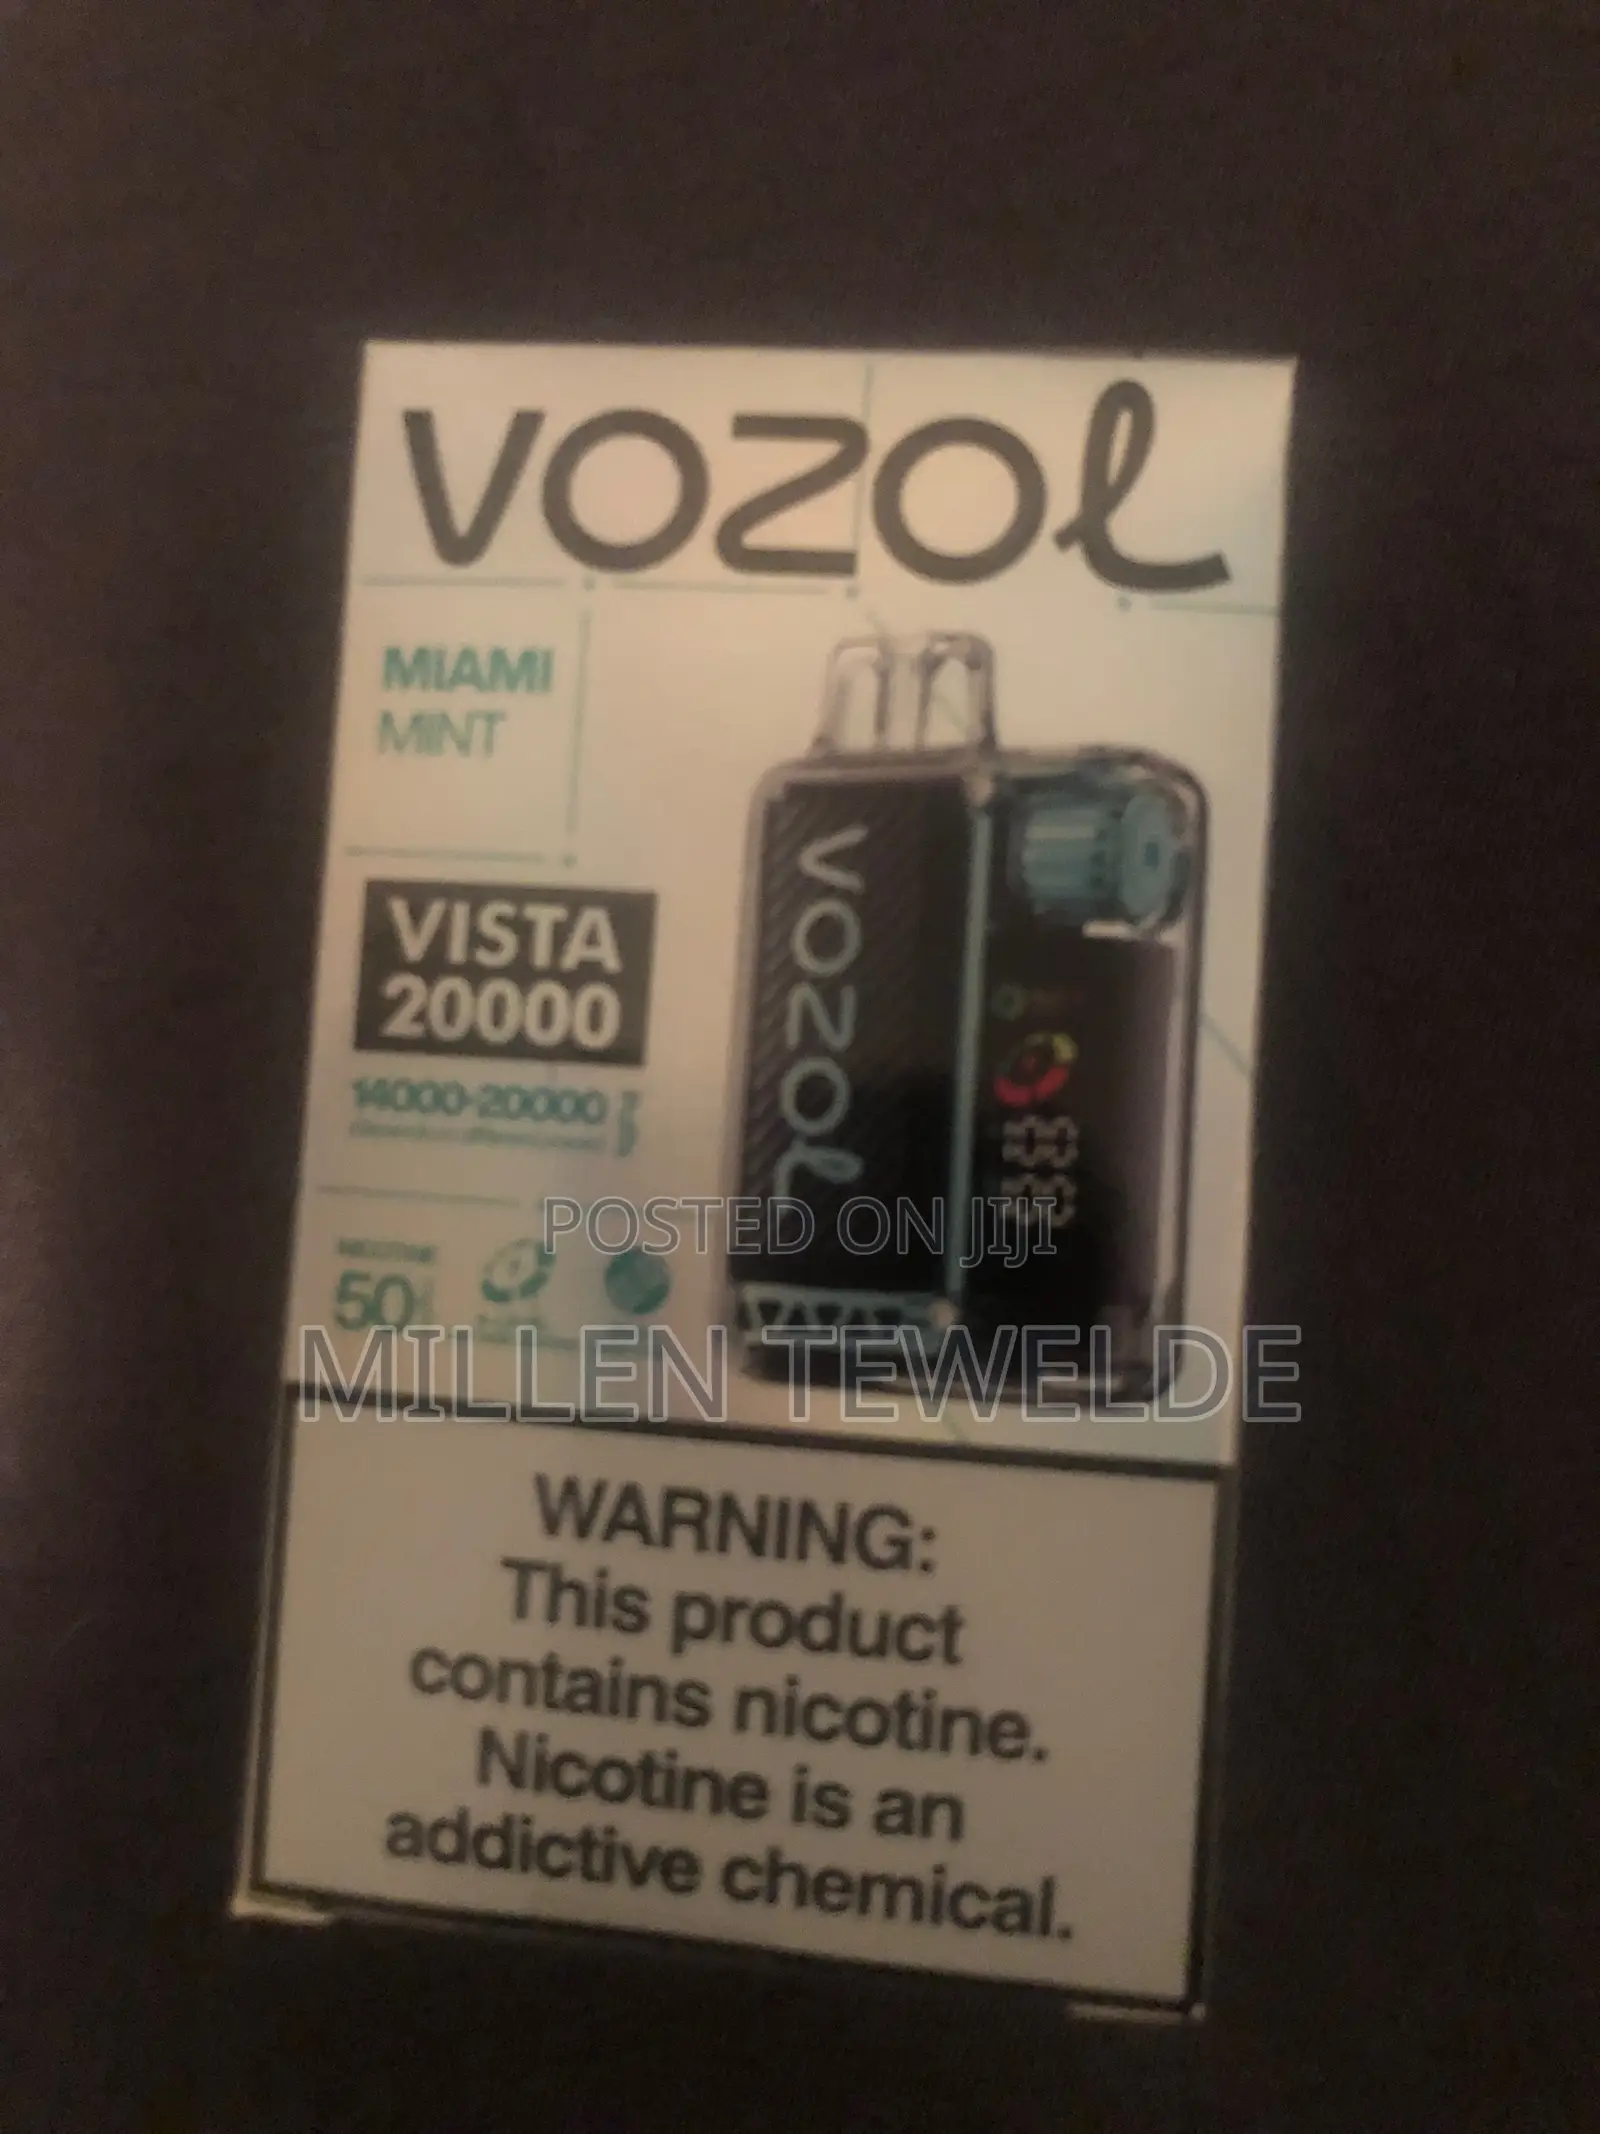 VOZOL
MIAMI
MINT
VISTA
20000
14000-20000
NICOTINE
50
VOZOL
POSTED ON JIJI
MILLEN TEWELDE
WARNING:
This product
contains nicotine.
Nicotine is an
addictive chemical.